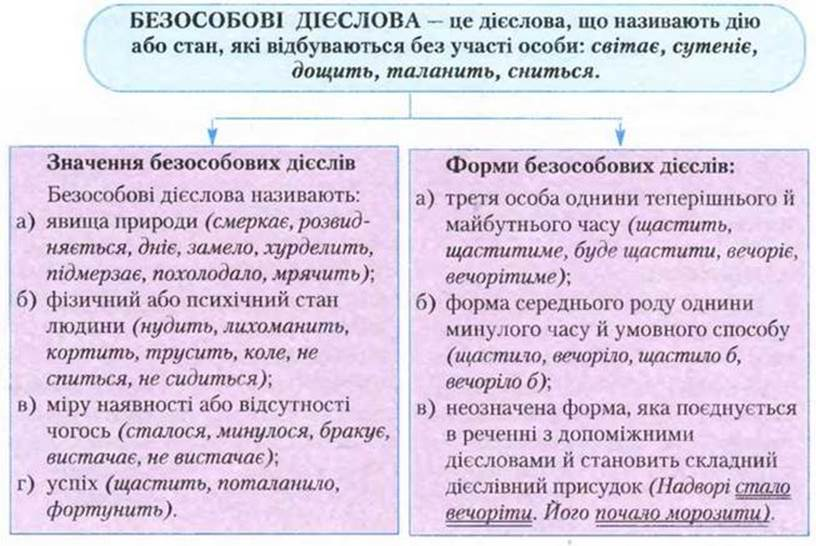 БЕЗОСОБОВІ ДІЄСЛОВА — це дієслова, що називають дію
або стан, які відбуваються без участі особи: світає, сутеніє,
дощить, таланить, сниться.
Значення безособових дієслів
Безособові дієслова називають:
а) явища природи (смеркає, розвид-
няється, дніє, замело, хурделить,
підмерзає, похолодало, мрячить);
б) фізичний або психічний стан
людини (нудить, лихоманить,
кортить, трусить, коле, не
спиться, не сидиться);
в) міру наявності або відсутності
чогось (сталося, минулося, бракує,
вистачає, не вистачає);
г) успіх (щастить, поталанило,
фортунить).
Форми безособових дієслів:
а) третя особа однини теперішнього й
майбутнього часу (щастить,
щаститиме, буде щастити, вечоріє,
вечорітиме);
б) форма середнього роду однини
минулого часу й умовного способу
(щастило, вечоріло, щастило б,
вечоріло б);
в) неозначена форма, яка поєднується
в реченні з допоміжними
дієсловами й становить складний
дієслівний присудок (Надворі стало
вечоріти. Його почало морозити).